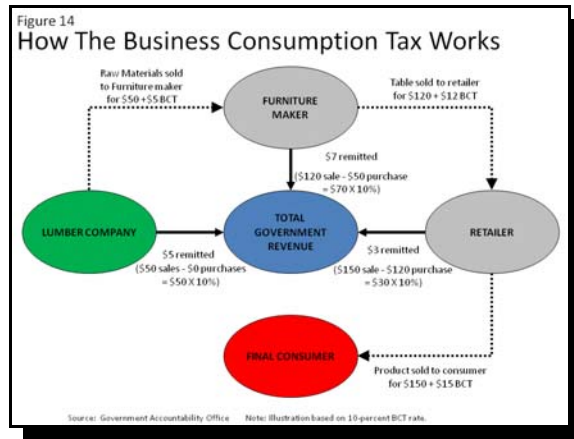 Figure 14
How The Business Consumption Tax Works
Raw Materials sold
to Furniture maker
for $50 +$5 BCT
FURNITURE
MAKER
Table sold to retailer
for $120 + $12 BCT
$7 remitted
($120 sale - $50 purchase
= $70 X 10%)
LUMBER COMPANY
TOTAL
GOVERNMENT
REVENUE
RETAILER
$5 remitted
($50 sales - $0 purchases
= $50 X 10%)
$3 remitted
($150 sale - $120 purchase
= $30 X 10%)
FINAL CONSUMER
Product sold to consumer
for $150 + $15 BCT
Source: Government Accountability Office Note: Illustration based on 10-percent BCT rate.